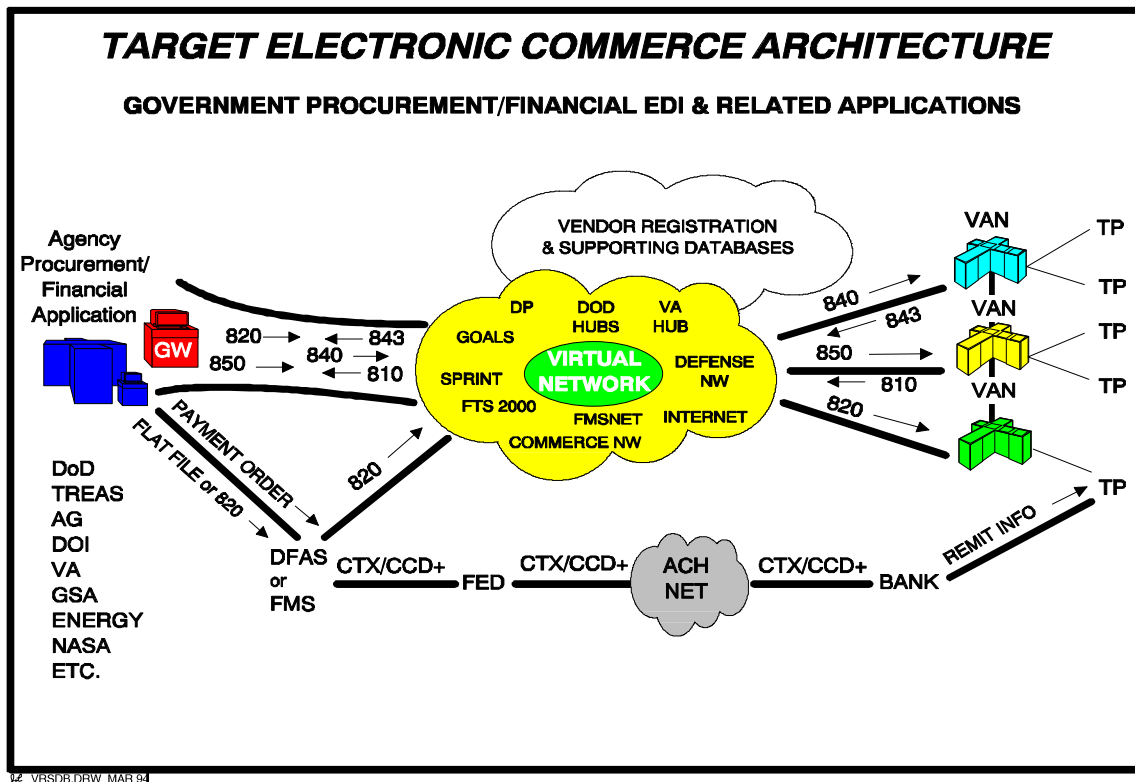 TARGET ELECTRONIC COMMERCE ARCHITECTURE
GOVERNMENT PROCUREMENT/FINANCIAL EDI & RELATED APPLICATIONS
VENDOR REGISTRATION
& SUPPORTING DATABASES
Agency
Procurement/
Financial
Application
GW
820
843
840
850
810
DP
DOD
HUBS
VA
HUB
GOALS
VIRTUAL
NETWORK
DEFENSE
NW
SPRINT
FTS 2000
FMSNET
INTERNET
COMMERCE NW
840
843
850
810
820
VAN
TP
TP
VAN
TP
TP
VAN
TP
PAYMENT ORDER
FLAT FILE or 820
820
DoD
TREAS
AG
DOI
VA
GSA
ENERGY
NASA
ETC.
DFAS
or
FMS
CTX/CCD+
FED
CTX/CCD+
ACH
NET
CTX/CCD+
BANK
REMIT INFO
VRSDB.DRW MAR 94